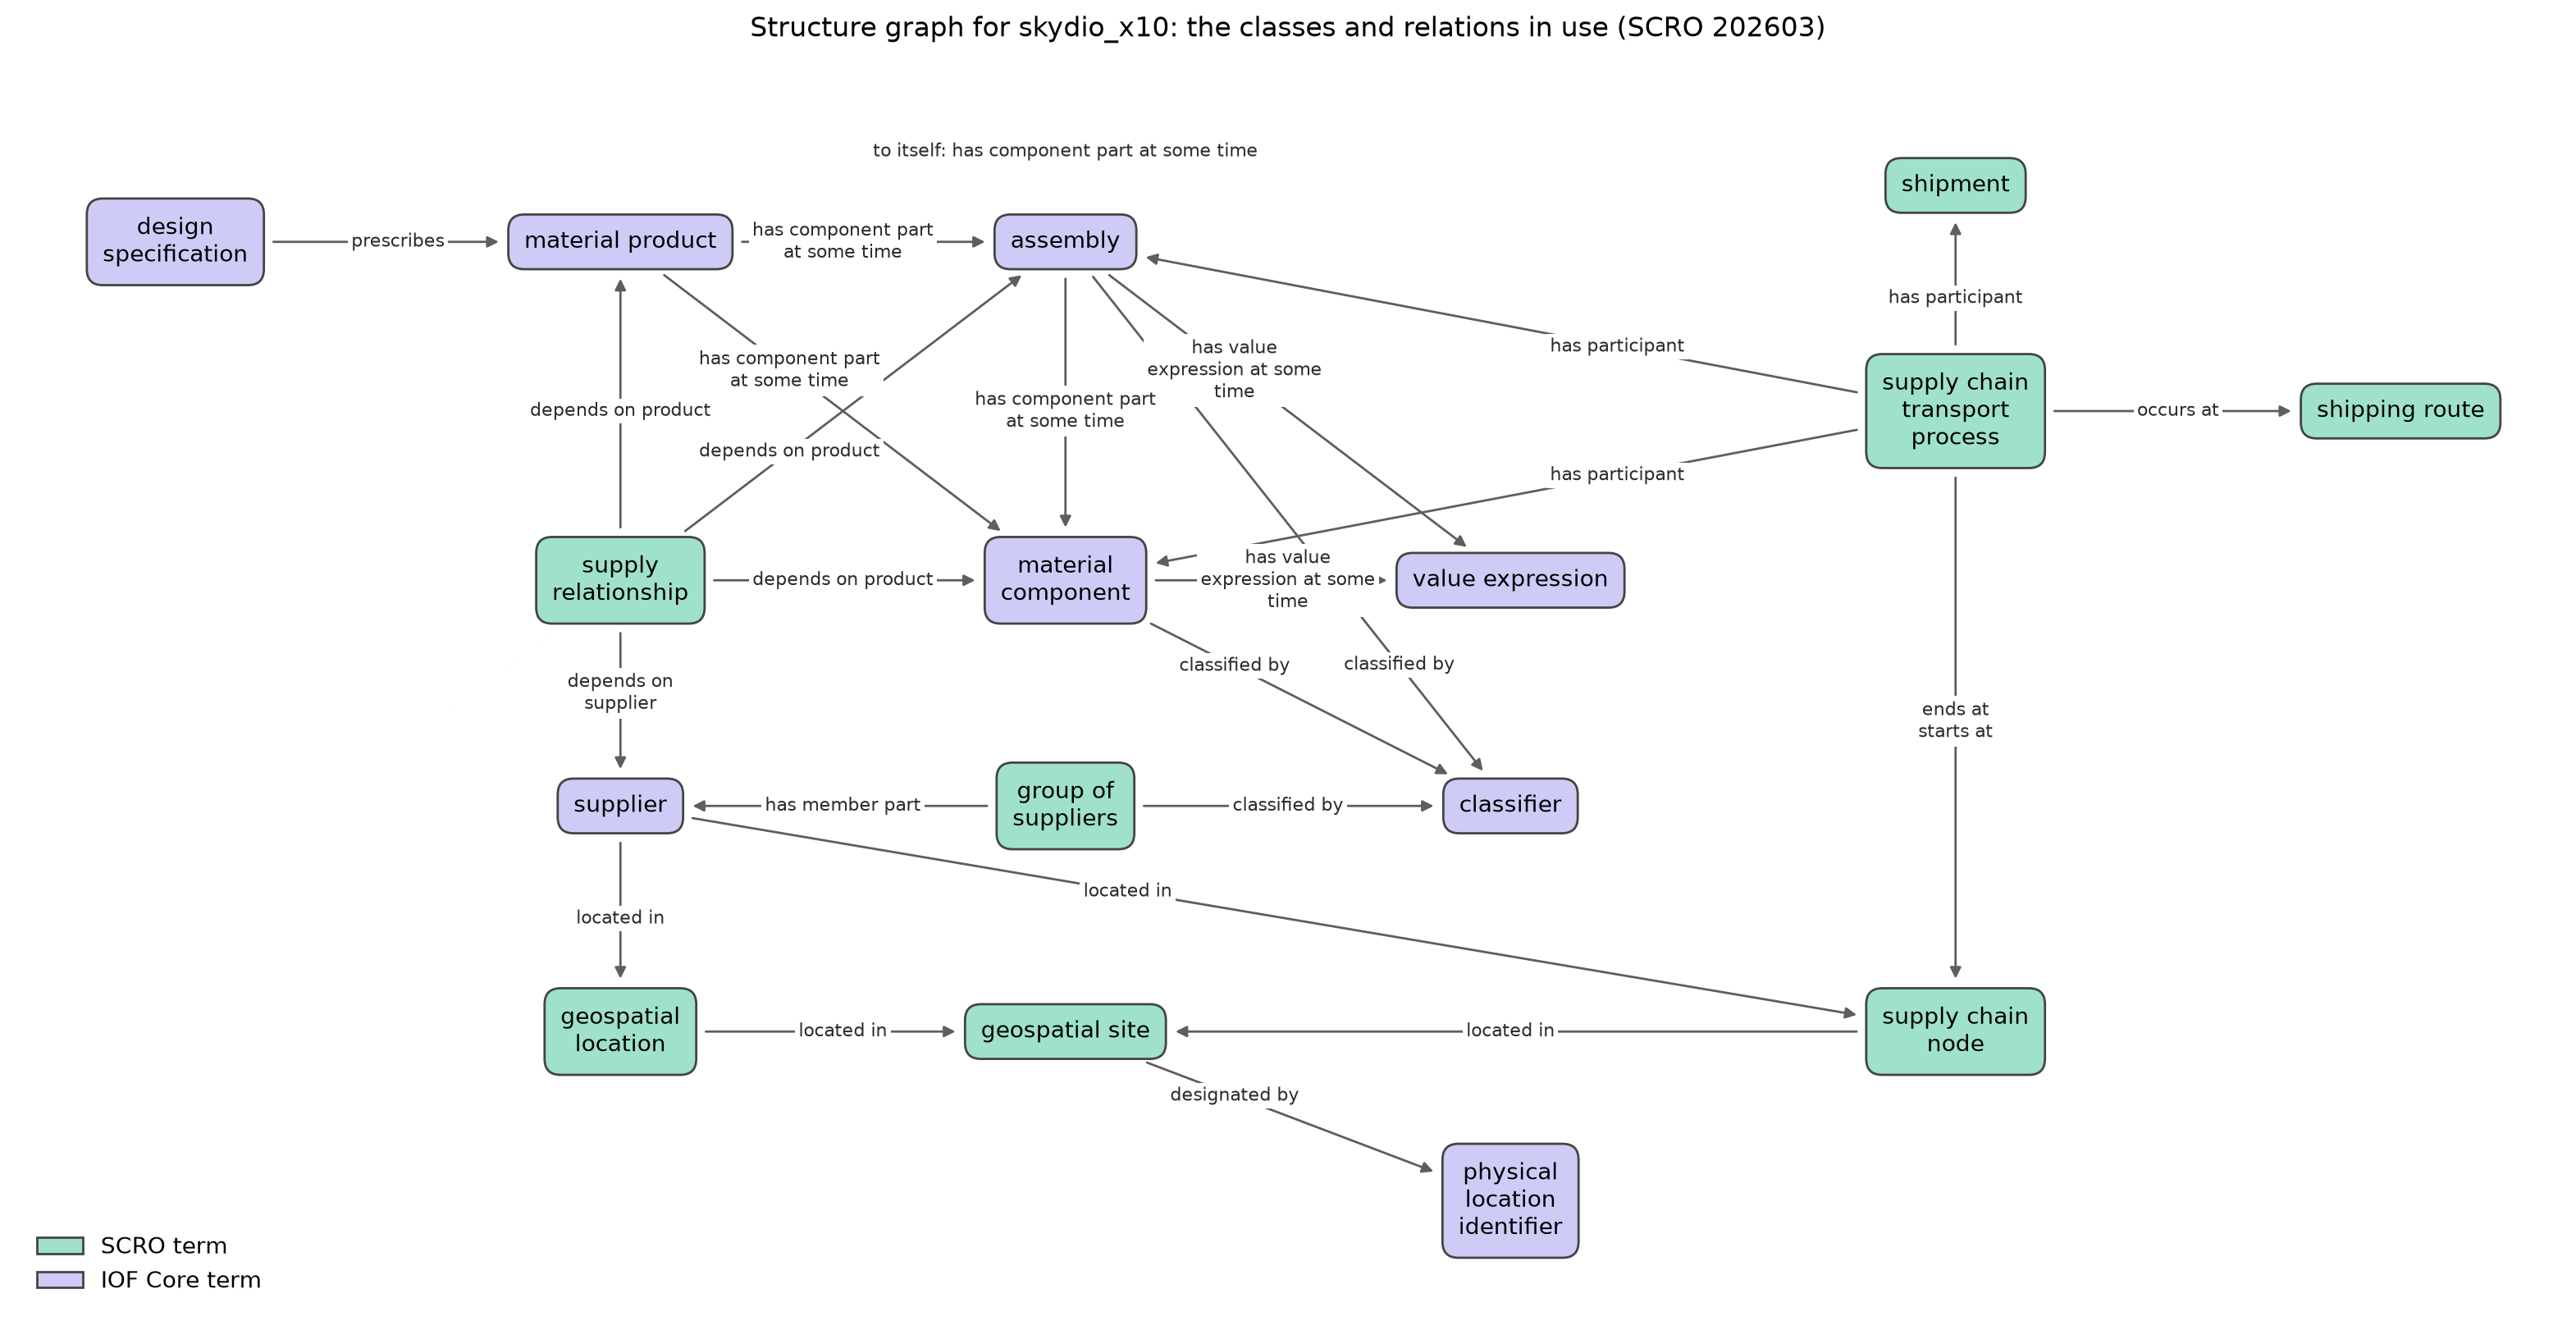 Structure graph for skydio_x10: the classes and relations in use (SCRO 202603)
to itself: has component part at some time
shipment
design
specification
prescribes
material product
has component part
at some time
assembly
has participant
has value
expression at some
time
has participant
has component part
at some time
supply chain
transport
process
occurs at
shipping route
depends on product
has component part
at some time
depends on product
has participant
supply
relationship
depends on product
material
component
has value
expression at some
time
value expression
classified by
classified by
depends on
supplier
ends at
starts at
supplier
has member part
group of
suppliers
classified by
classifier
located in
located in
geospatial
location
located in
geospatial site
located in
supply chain
node
designated by
physical
location
identifier
SCRO term
IOF Core term